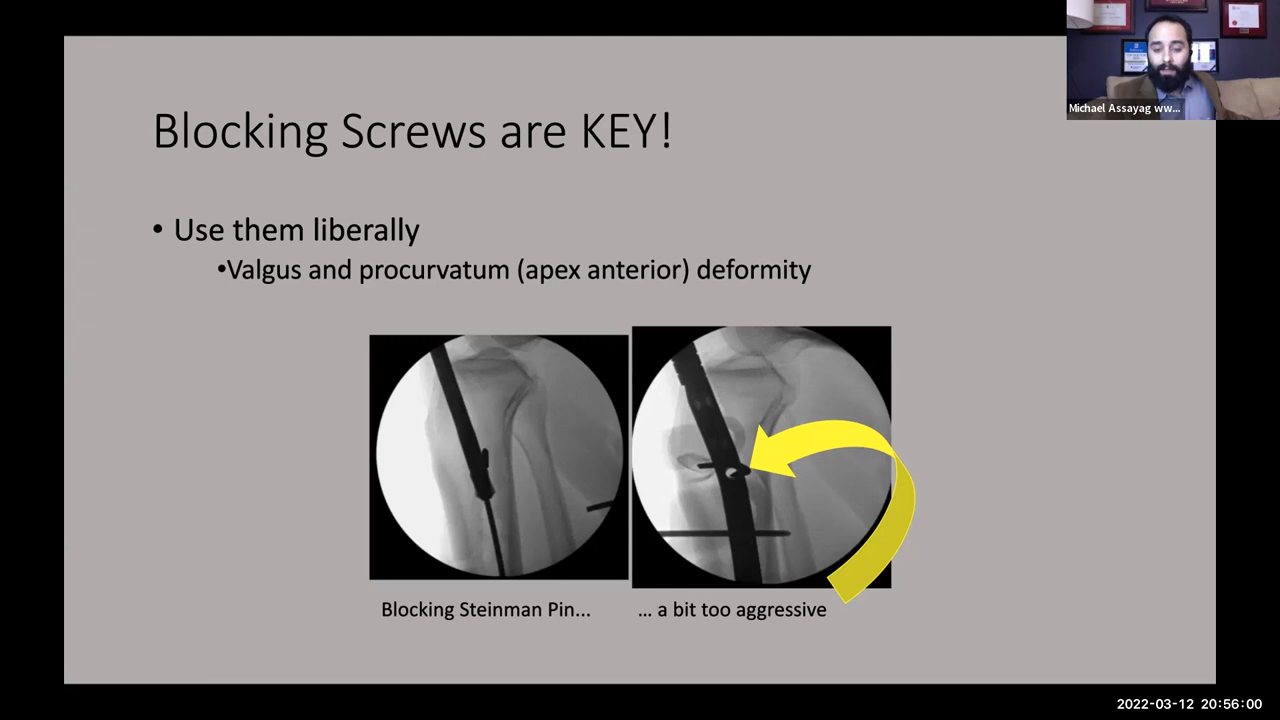 Michael Assayag ww...
Blocking Screws are KEY!
• Use them liberally
•Valgus and procurvatum (apex anterior) deformity
Blocking Steinman Pin...
... a bit too aggressive
2022-03-12 20:56:00